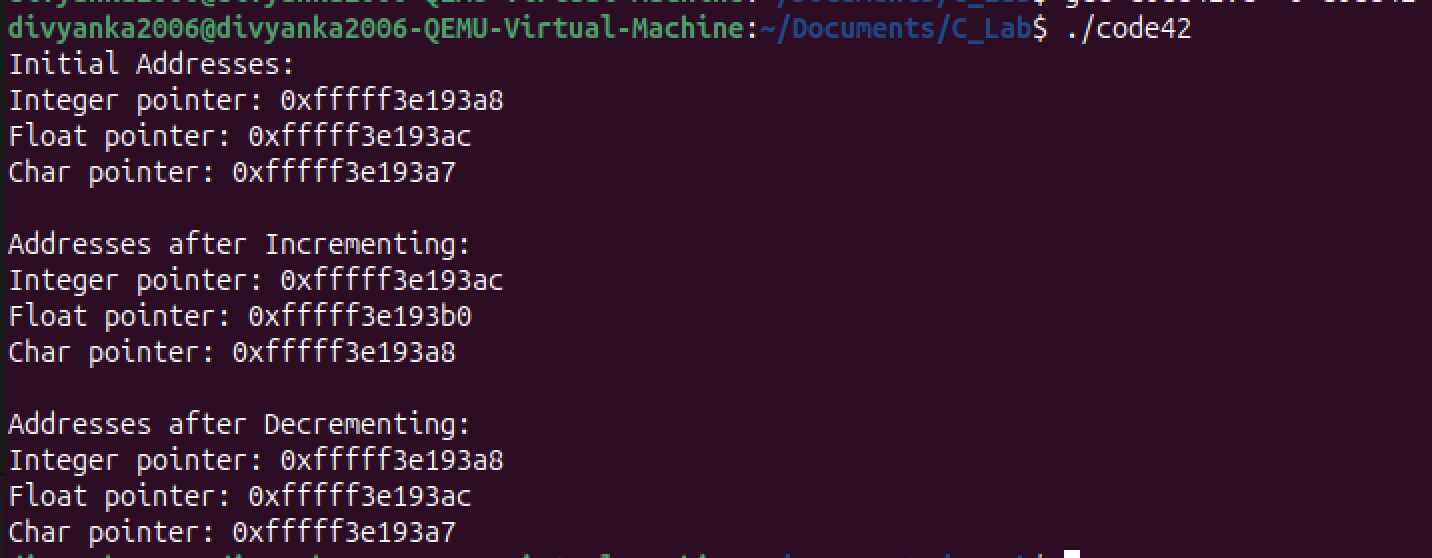 divyanka2006@divyanka2006-QEMU-Virtual-Machine:~/Documents/C_Lab$ ./code42
Initial Addresses:
Integer pointer: 0xfffff3e193a8
Float pointer: 0xfffff3e193ac
Char pointer: 0xfffff3e193a7
Addresses after Incrementing:
Integer pointer: 0xfffff3e193ac
Float pointer: 0xfffff3e193b0
Char pointer: 0xfffff3e193a8
Addresses after Decrementing:
Integer pointer: 0xfffff3e193a8
Float pointer: 0xfffff3e193ac
Char pointer: 0xfffff3e193a7